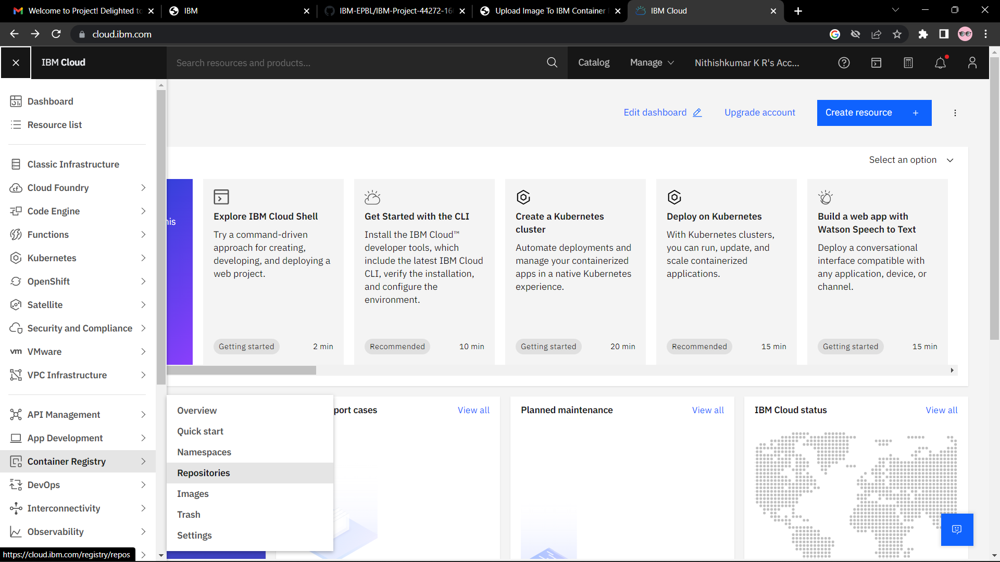 Welcome to Project! Delighted to
IBM
IBM-EPBL/IBM-Project-44272-166
Upload Image To IBM Container
IBM Cloud
cloud.ibm.com
IBM Cloud
Search resources and products...
Catalog
Manage
Nithishkumar K R's Acc...
Dashboard
Resource list
Classic Infrastructure
Cloud Foundry
Code Engine
Functions
Kubernetes
OpenShift
Satellite
Security and Compliance
vm VMware
VPC Infrastructure
API Management
App Development
Container Registry
DevOps
Interconnectivity
Observability
https://cloud.ibm.com/registry/repos
Overview
Quick start
Namespaces
Repositories
Images
Trash
Settings
Edit dashboard
Upgrade account
Create resource +
Select an option
his
Explore IBM Cloud Shell
Try a command-driven
approach for creating,
developing, and deploying a
web project.
Getting started
2 min
Get Started with the CLI
Install the IBM Cloud™
developer tools, which
include the latest IBM Cloud
CLI, verify the installation,
and configure the
environment.
Recommended
10 min
Create a Kubernetes
cluster
Automate deployments and
manage your containerized
apps in a native Kubernetes
experience.
Getting started
20 min
Deploy on Kubernetes
With Kubernetes clusters,
you can run, update, and
scale containerized
applications.
Recommended
15 min
Build a web app with
Watson Speech to Text
Deploy a conversational
interface compatible with
any application, device, or
channel.
Getting started
15 min
port cases
View all
Planned maintenance
View all
IBM Cloud status
View all